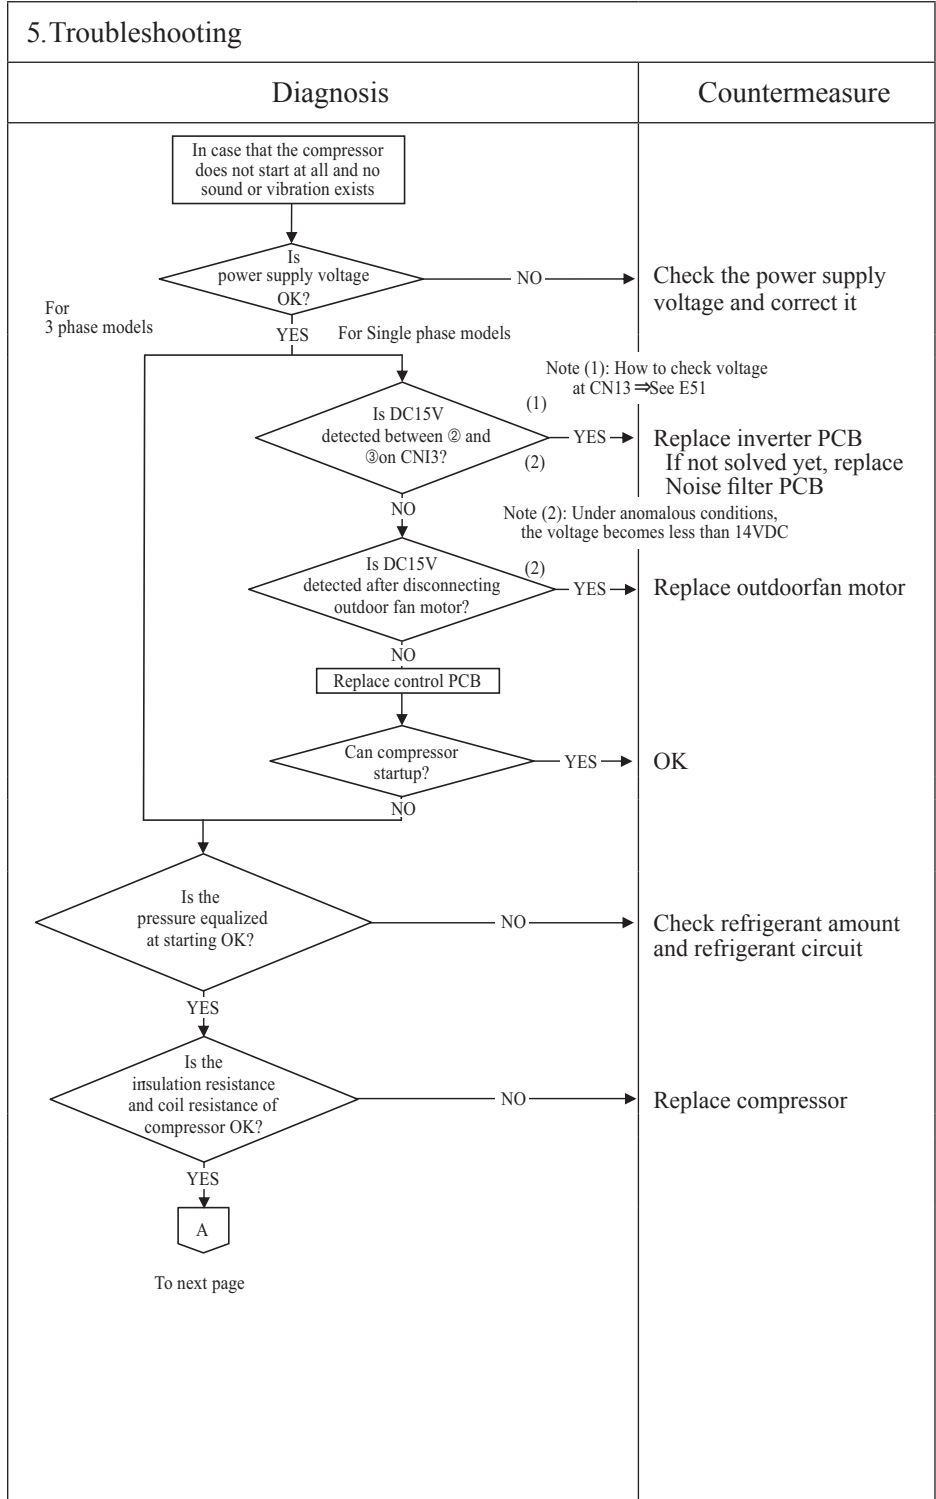 5.Troubleshooting
Diagnosis
Countermeasure
In case that the compressor
does not start at all and no
sound or vibration exists
Is
power supply voltage
OK?
NO
Check the power supply
voltage and correct it
For
3 phase models
YES
For Single phase models
Note (1): How to check voltage
at CN13⇒See E51
(1)
Is DC15V
detected between ② and
③on CNI3?
YES
(2)
Replace inverter PCB
If not solved yet, replace
Noise filter PCB
NO
Note (2): Under anomalous conditions,
the voltage becomes less than 14VDC
Is DC15V
detected after disconnecting
outdoor fan motor?
(2)
YES
Replace outdoorfan motor
NO
Replace control PCB
Can compressor
startup?
YES
OK
NO
Is the
pressure equalized
at starting OK?
NO
Check refrigerant amount
and refrigerant circuit
YES
Is the
insulation resistance
and coil resistance of
compressor OK?
NO
Replace compressor
YES
A
To next page